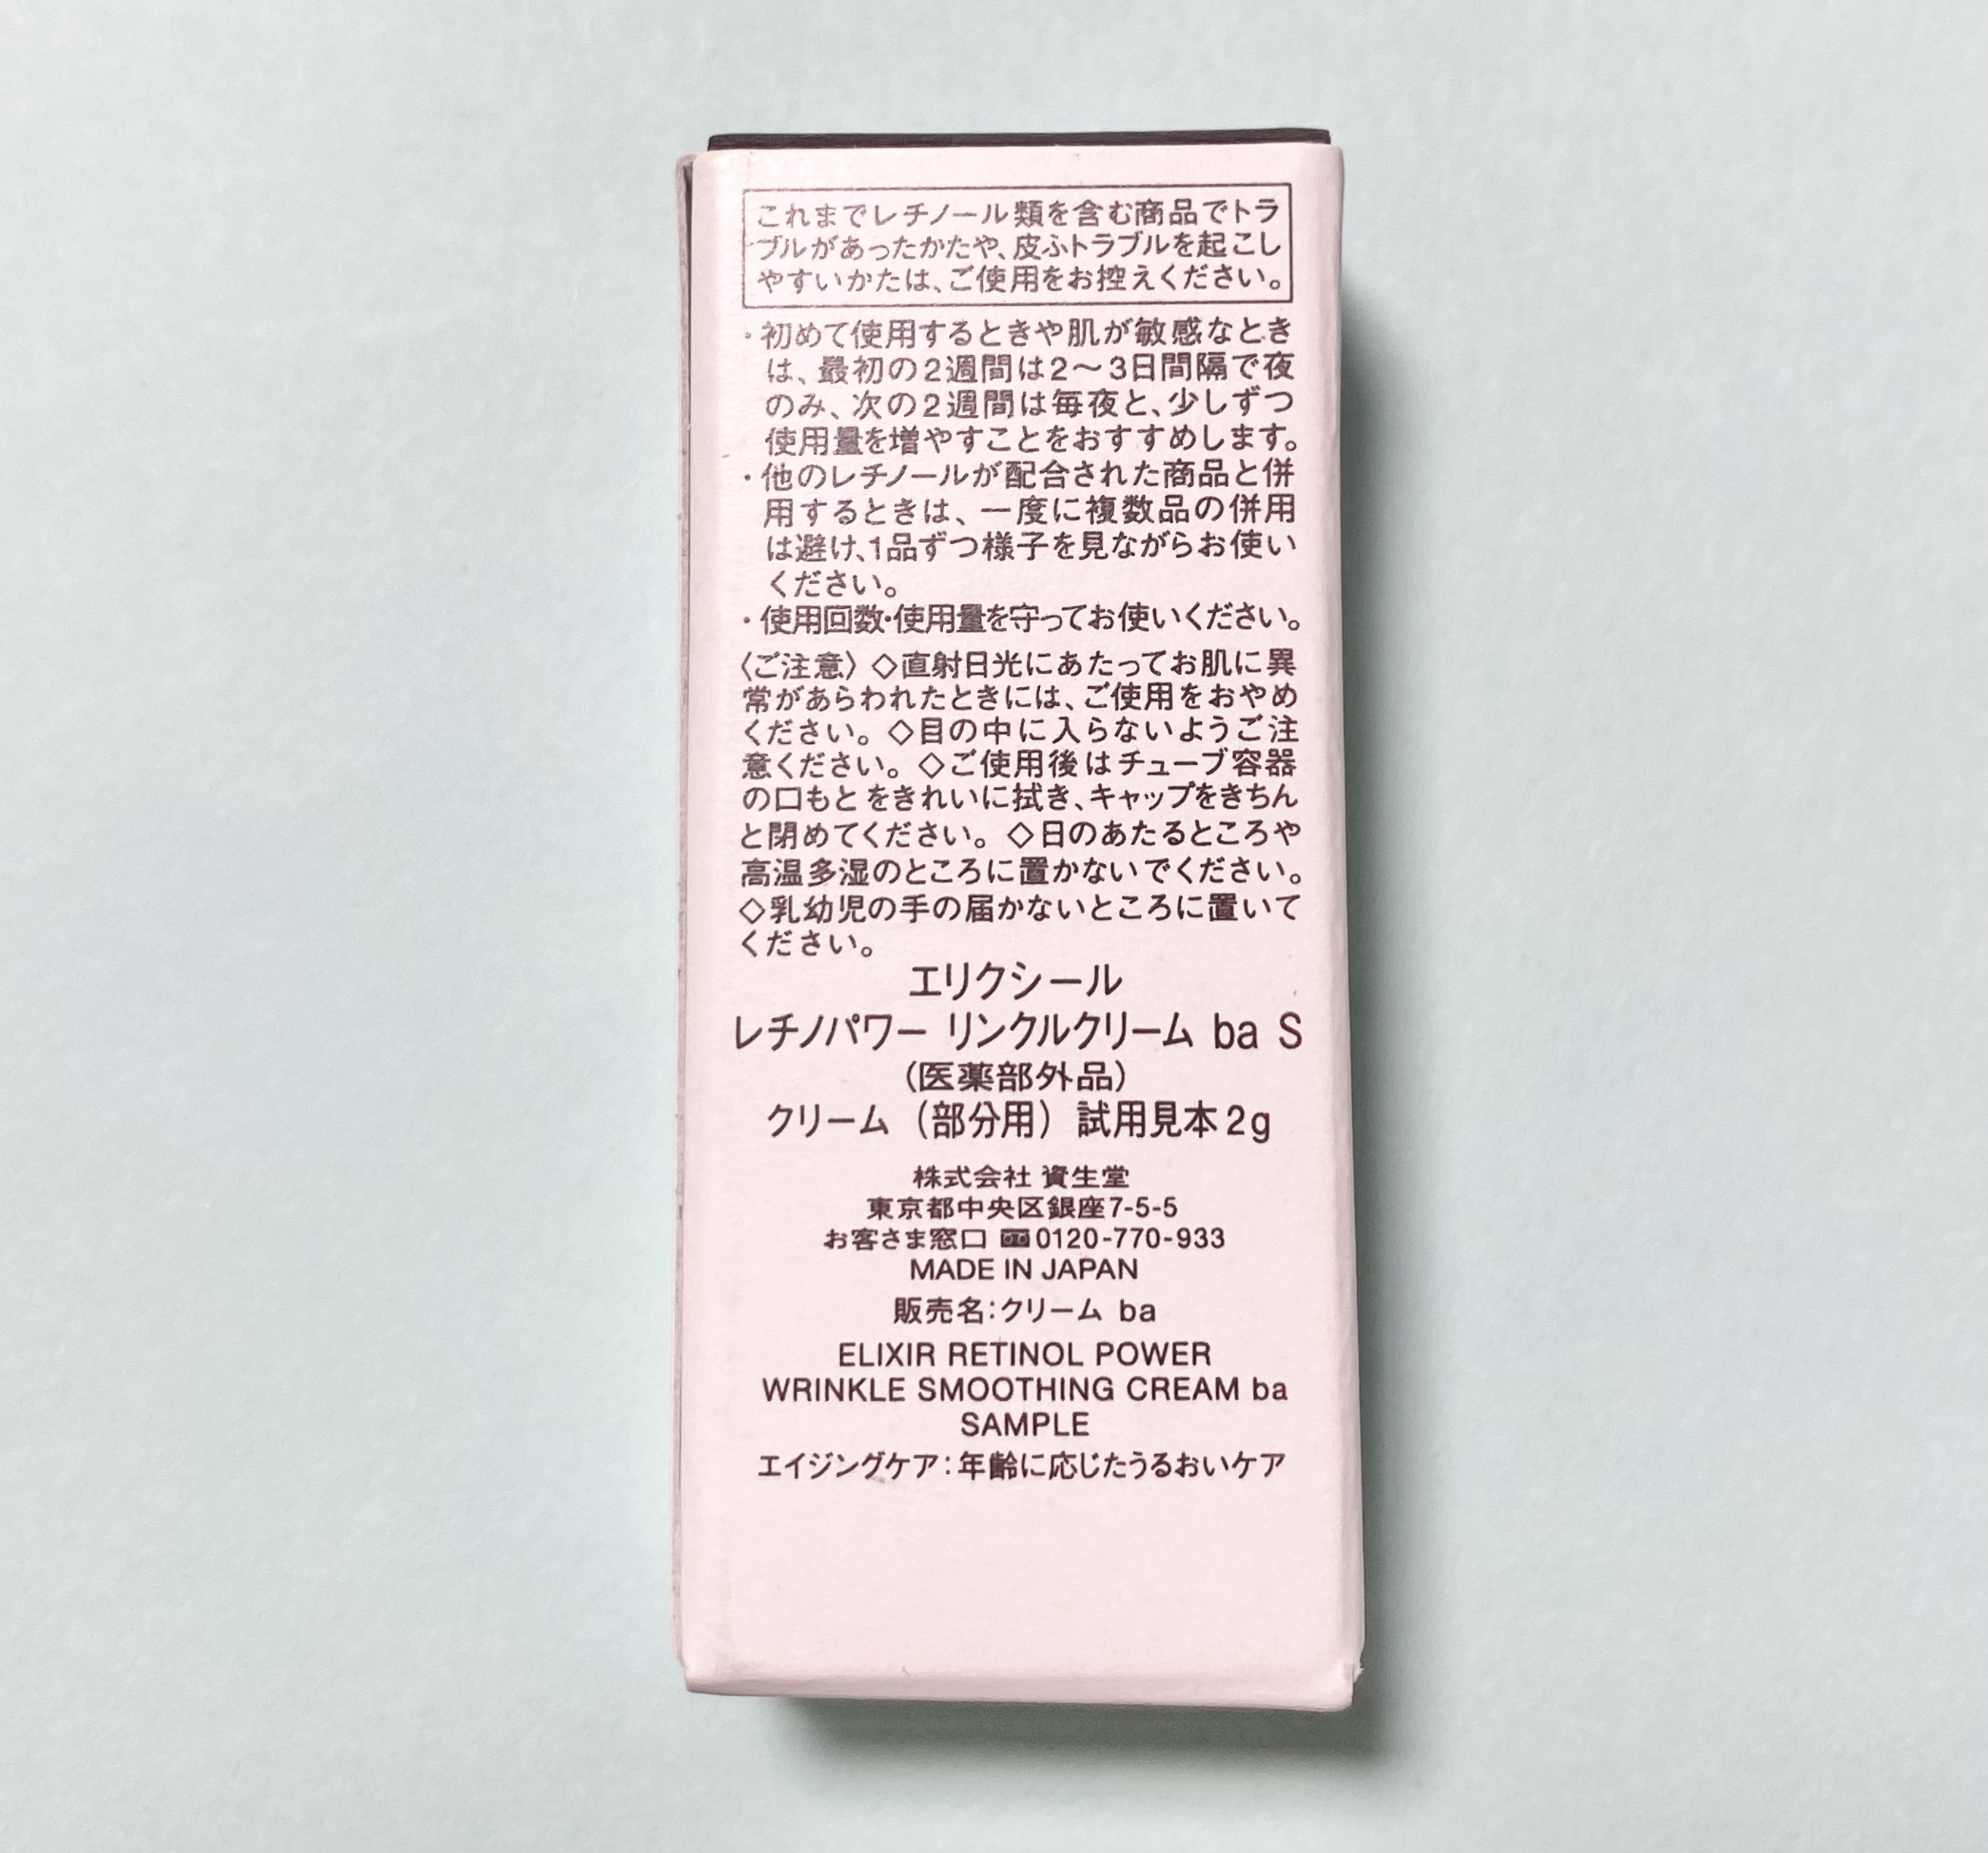 これまでレチノール類を含む商品でトラ
ブルがあったかたや、皮ふトラブルを起こし
やすいかたは、ご使用をお控えください。
・初めて使用するときや肌が敏感なとき
は、最初の2週間は2〜3日間隔で夜
のみ、次の2週間は毎夜と、少しずつ
使用量を増やすことをおすすめします。
・他のレチノールが配合された商品と併
用するときは、一度に複数品の併用
は避け、1品ずつ様子を見ながらお使い
ください。
・使用回数・使用量を守ってお使いください。
〈ご注意〉◇直射日光にあたってお肌に異
常があらわれたときには、ご使用をおやめ
ください。◇目の中に入らないようご注
意ください。◇ご使用後はチューブ容器
の口もとをきれいに拭き、キャップをきちん
と閉めてください。◇日のあたるところや
高温多湿のところに置かないでください。
◇乳幼児の手の届かないところに置いて
ください。
エリクシール
レチノパワー リンクルクリーム ba S
（医薬部外品）
クリーム（部分用）試用見本2g
株式会社 資生堂
東京都中央区銀座7-5-5
お客さま窓口 0120-770-933
MADE IN JAPAN
販売名：クリーム ba
ELIXIR RETINOL POWER
WRINKLE SMOOTHING CREAM ba
SAMPLE
エイジングケア：年齢に応じたうるおいケア